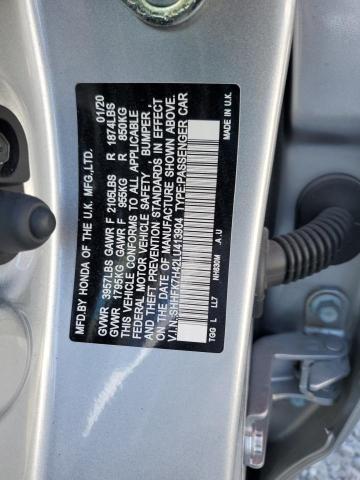 MFD.BY HONDA OF THE U.K. MFG.,LTD. 01/20
GVWR 3957LBS GAWR F 2105LBS R 1874LBS
GVWR 1795KG GAWR F 955KG R 850KG
THIS VEHICLE CONFORMS TO ALL APPLICABLE
FEDERAL MOTOR VEHICLE SAFETY , BUMPER ,
AND THEFT PREVENTION STANDARDS IN EFFECT
ON THE DATE OF MANUFACTURE SHOWN ABOVE.
V.I.N. SHHFK7H42LU413904 TYPE:PASSENGER CAR
TGG L LL7 NH830M .A,U MADE IN U.K.